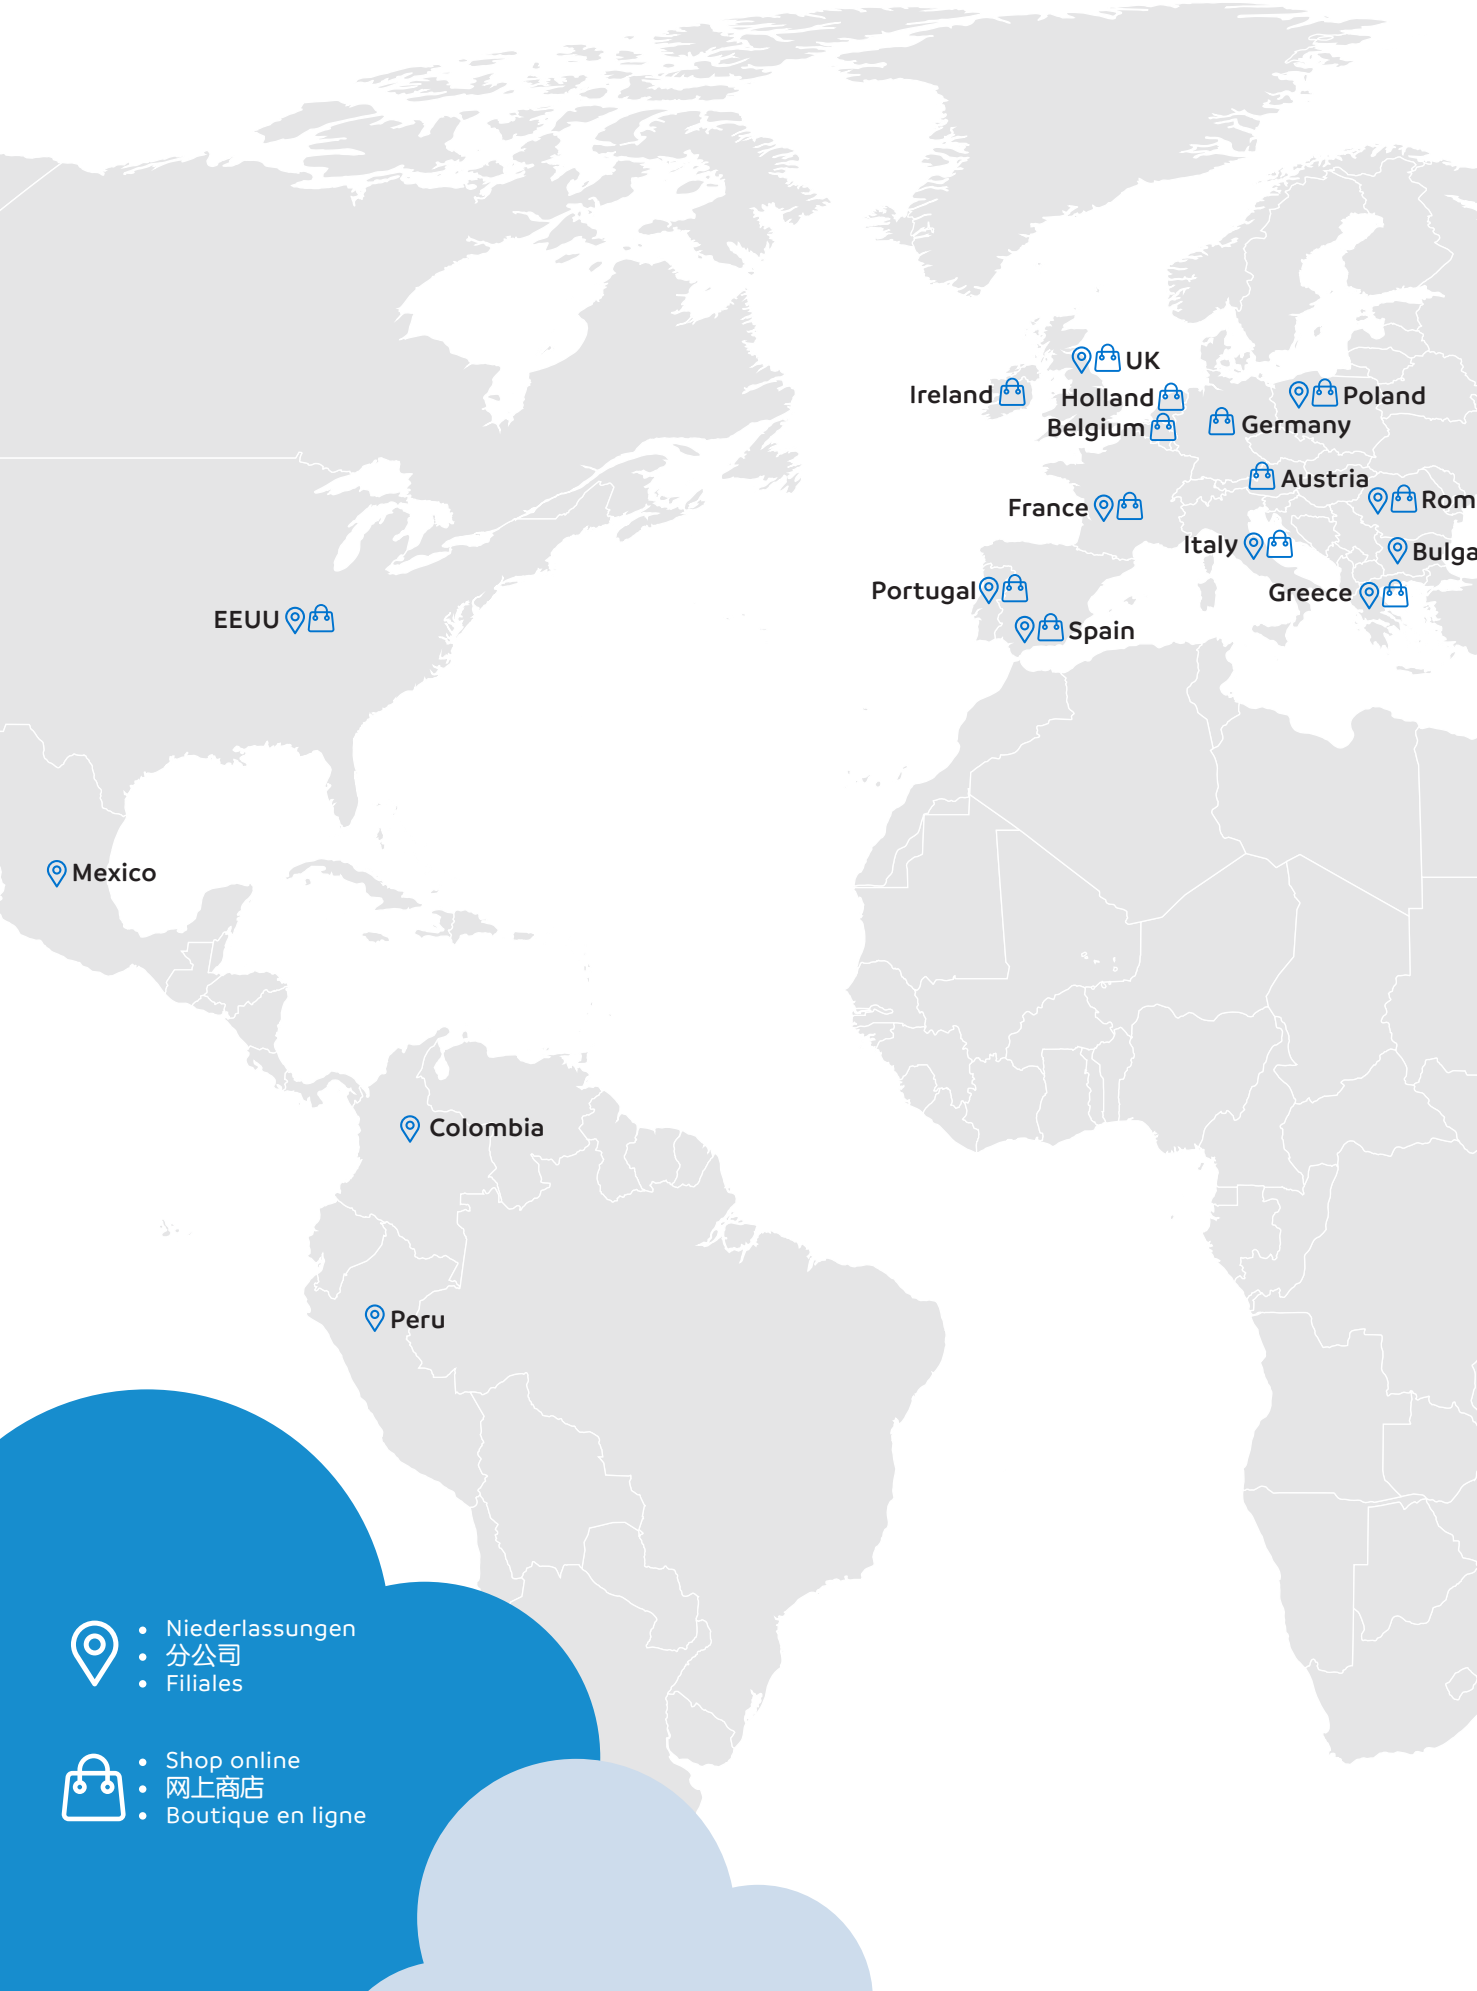 UK
Ireland
Holland
Poland
Belgium
Germany
Austria
France
Rom
Italy
Bulga
Portugal
Greece
EEUU
Spain
Mexico
Colombia
Peru
• Niederlassungen
• 分公司
• Filiales
• Shop online
• 网上商店
• Boutique en ligne